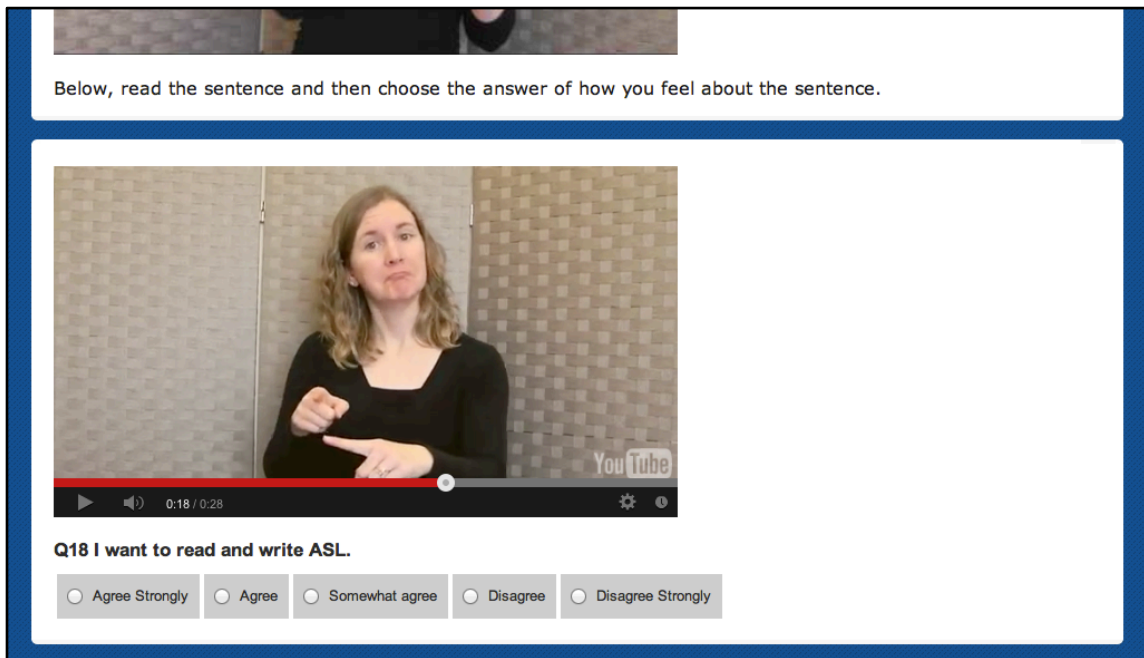 Below, read the sentence and then choose the answer of how you feel about the sentence.
YouTube
0:18 / 0:28
Q18 I want to read and write ASL.
Agree Strongly Agree Somewhat agree Disagree Disagree Strongly